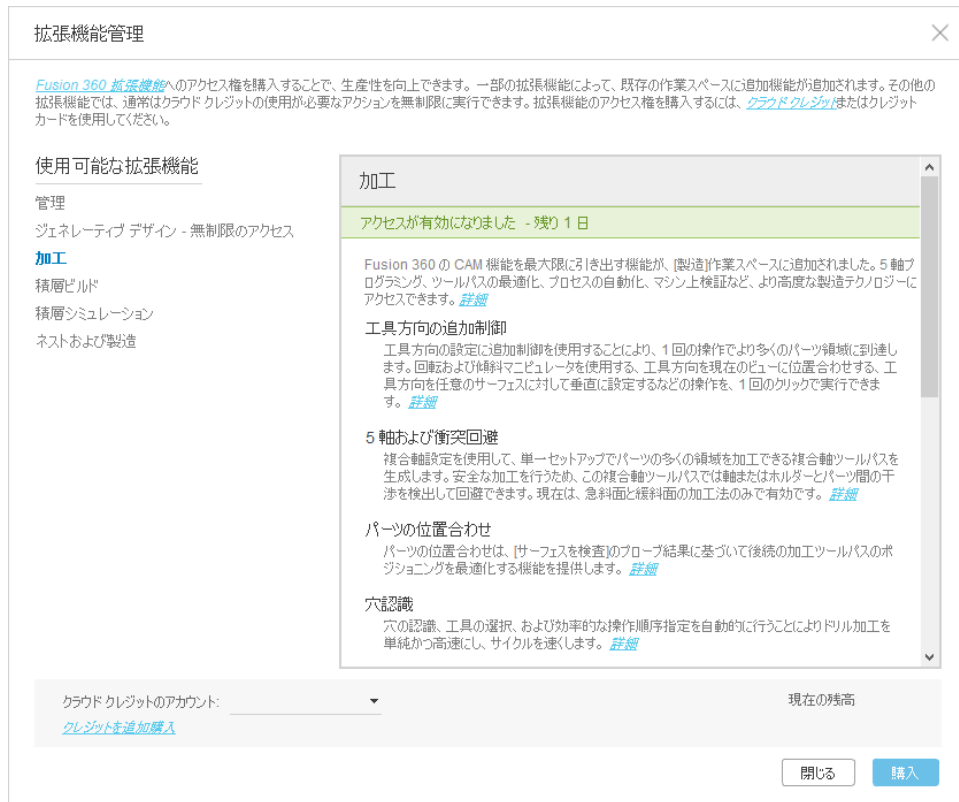 拡張機能管理
Fusion 360 拡張機能へのアクセス権を購入することで、生産性を向上できます。一部の拡張機能によって、既存の作業スペースに追加機能が追加されます。その他の
拡張機能では、通常はクラウド クレジットの使用が必要なアクションを無制限に実行できます。拡張機能のアクセス権を購入するには、クラウド クレジットまたはクレジット
カードを使用してください。
使用可能な拡張機能
管理
ジェネレーティブ デザイン - 無制限のアクセス
加工
積層ビルド
積層シミュレーション
ネストおよび製造
加工
アクセスが有効になりました - 残り 1 日
Fusion 360 の CAM 機能を最大限に引き出す機能が、[製造]作業スペースに追加されました。5 軸プ
ログラミング、ツールパスの最適化、プロセスの自動化、マシン上検証など、より高度な製造テクノロジーに
アクセスできます。詳細
工具方向の追加制御
工具方向の設定に追加制御を使用することにより、1 回の操作でより多くのパーツ領域に到達し
ます。回転および傾斜マニピュレータを使用する、工具方向を現在のビューに位置合わせする、工
具方向を任意のサーフェスに対して垂直に設定するなどの操作を、1 回のクリックで実行できま
す。詳細
5 軸および衝突回避
複合軸設定を使用して、単一セットアップでパーツの多くの領域を加工できる複合軸ツールパスを
生成します。安全な加工を行うため、この複合軸ツールパスでは軸またはホルダーとパーツ間の干
渉を検出して回避できます。現在は、急斜面と緩斜面の加工法のみで有効です。詳細
パーツの位置合わせ
パーツの位置合わせは、[サーフェスを検査]のプローブ結果に基づいて後続の加工ツールパスのポ
ジショニングを最適化する機能を提供します。詳細
穴認識
穴の認識、工具の選択、および効率的な操作順序指定を自動的に行うことによりドリル加工を
単純かつ高速にし、サイクルを速くします。詳細
クラウド クレジットのアカウント:
現在の残高
クレジットを追加購入
閉じる
購入